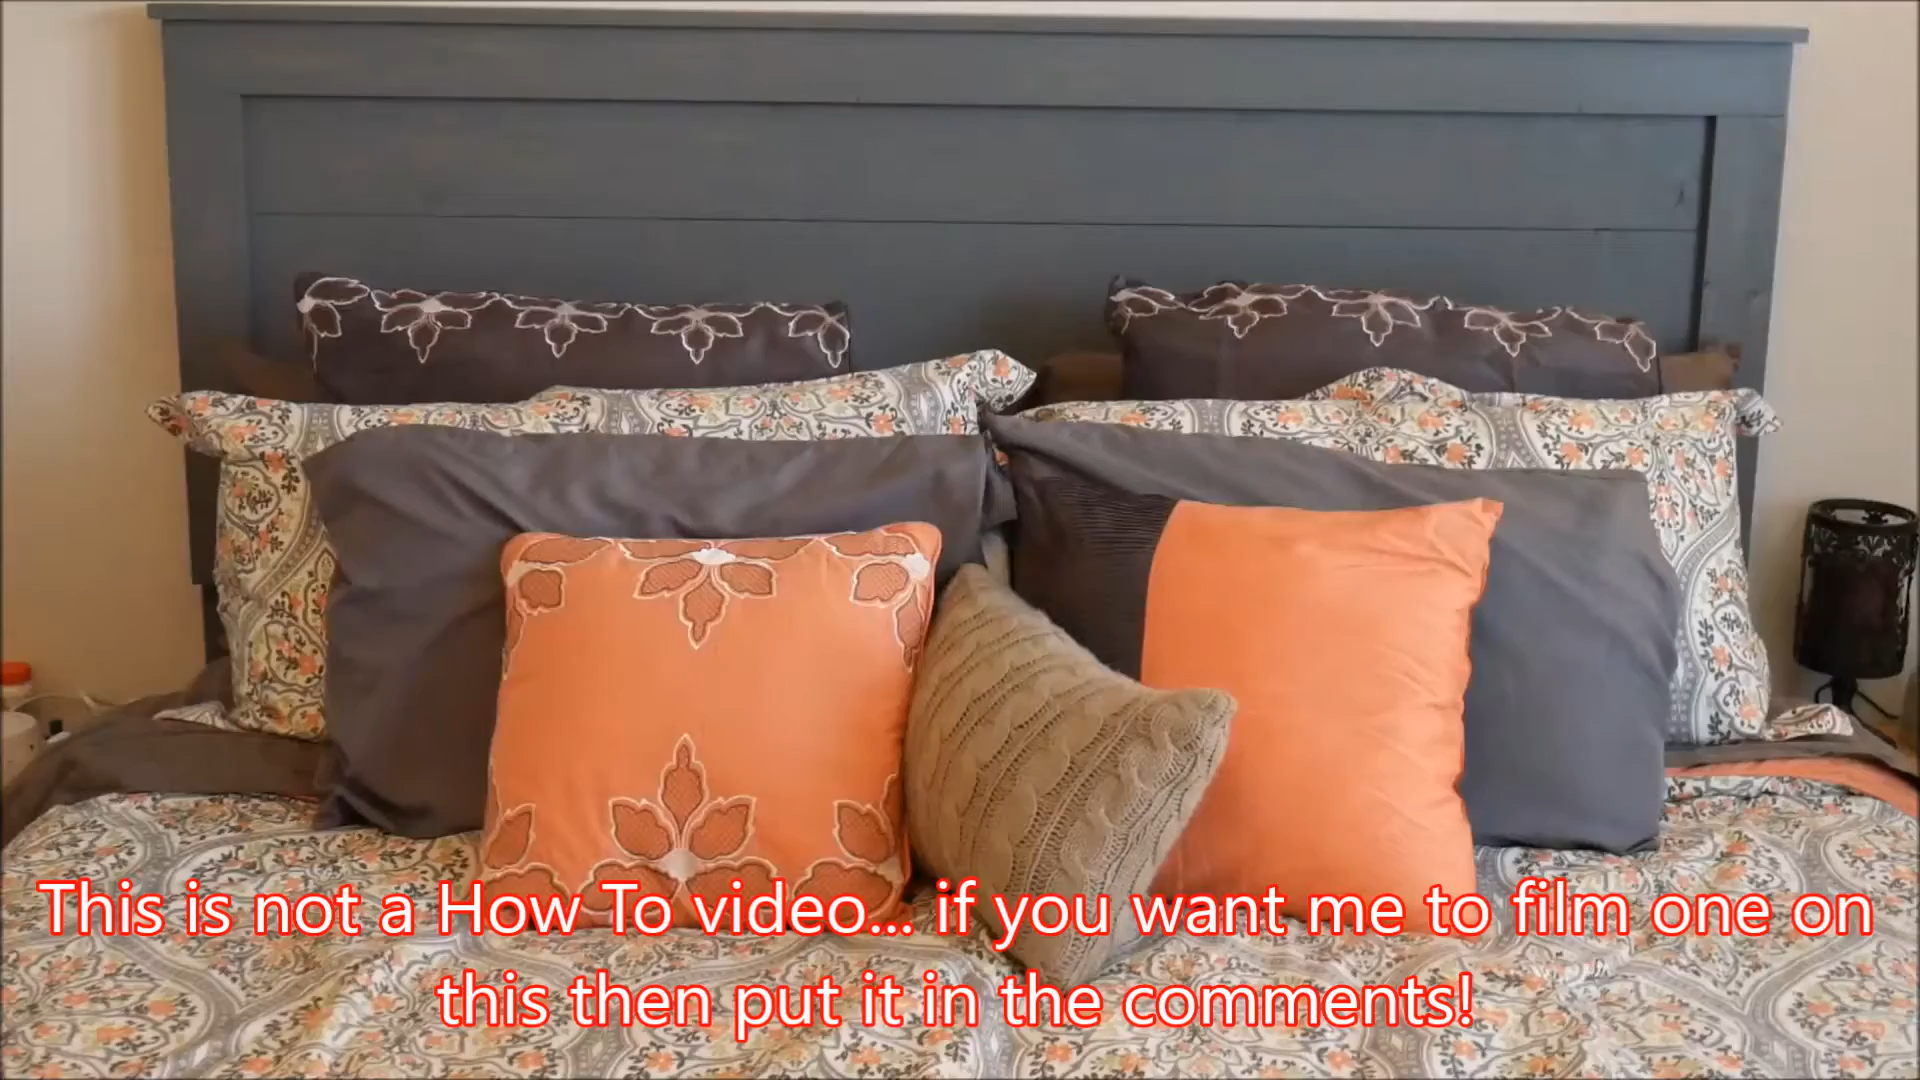 This is not a How To video... if you want me to film one on
this then put it in the comments!